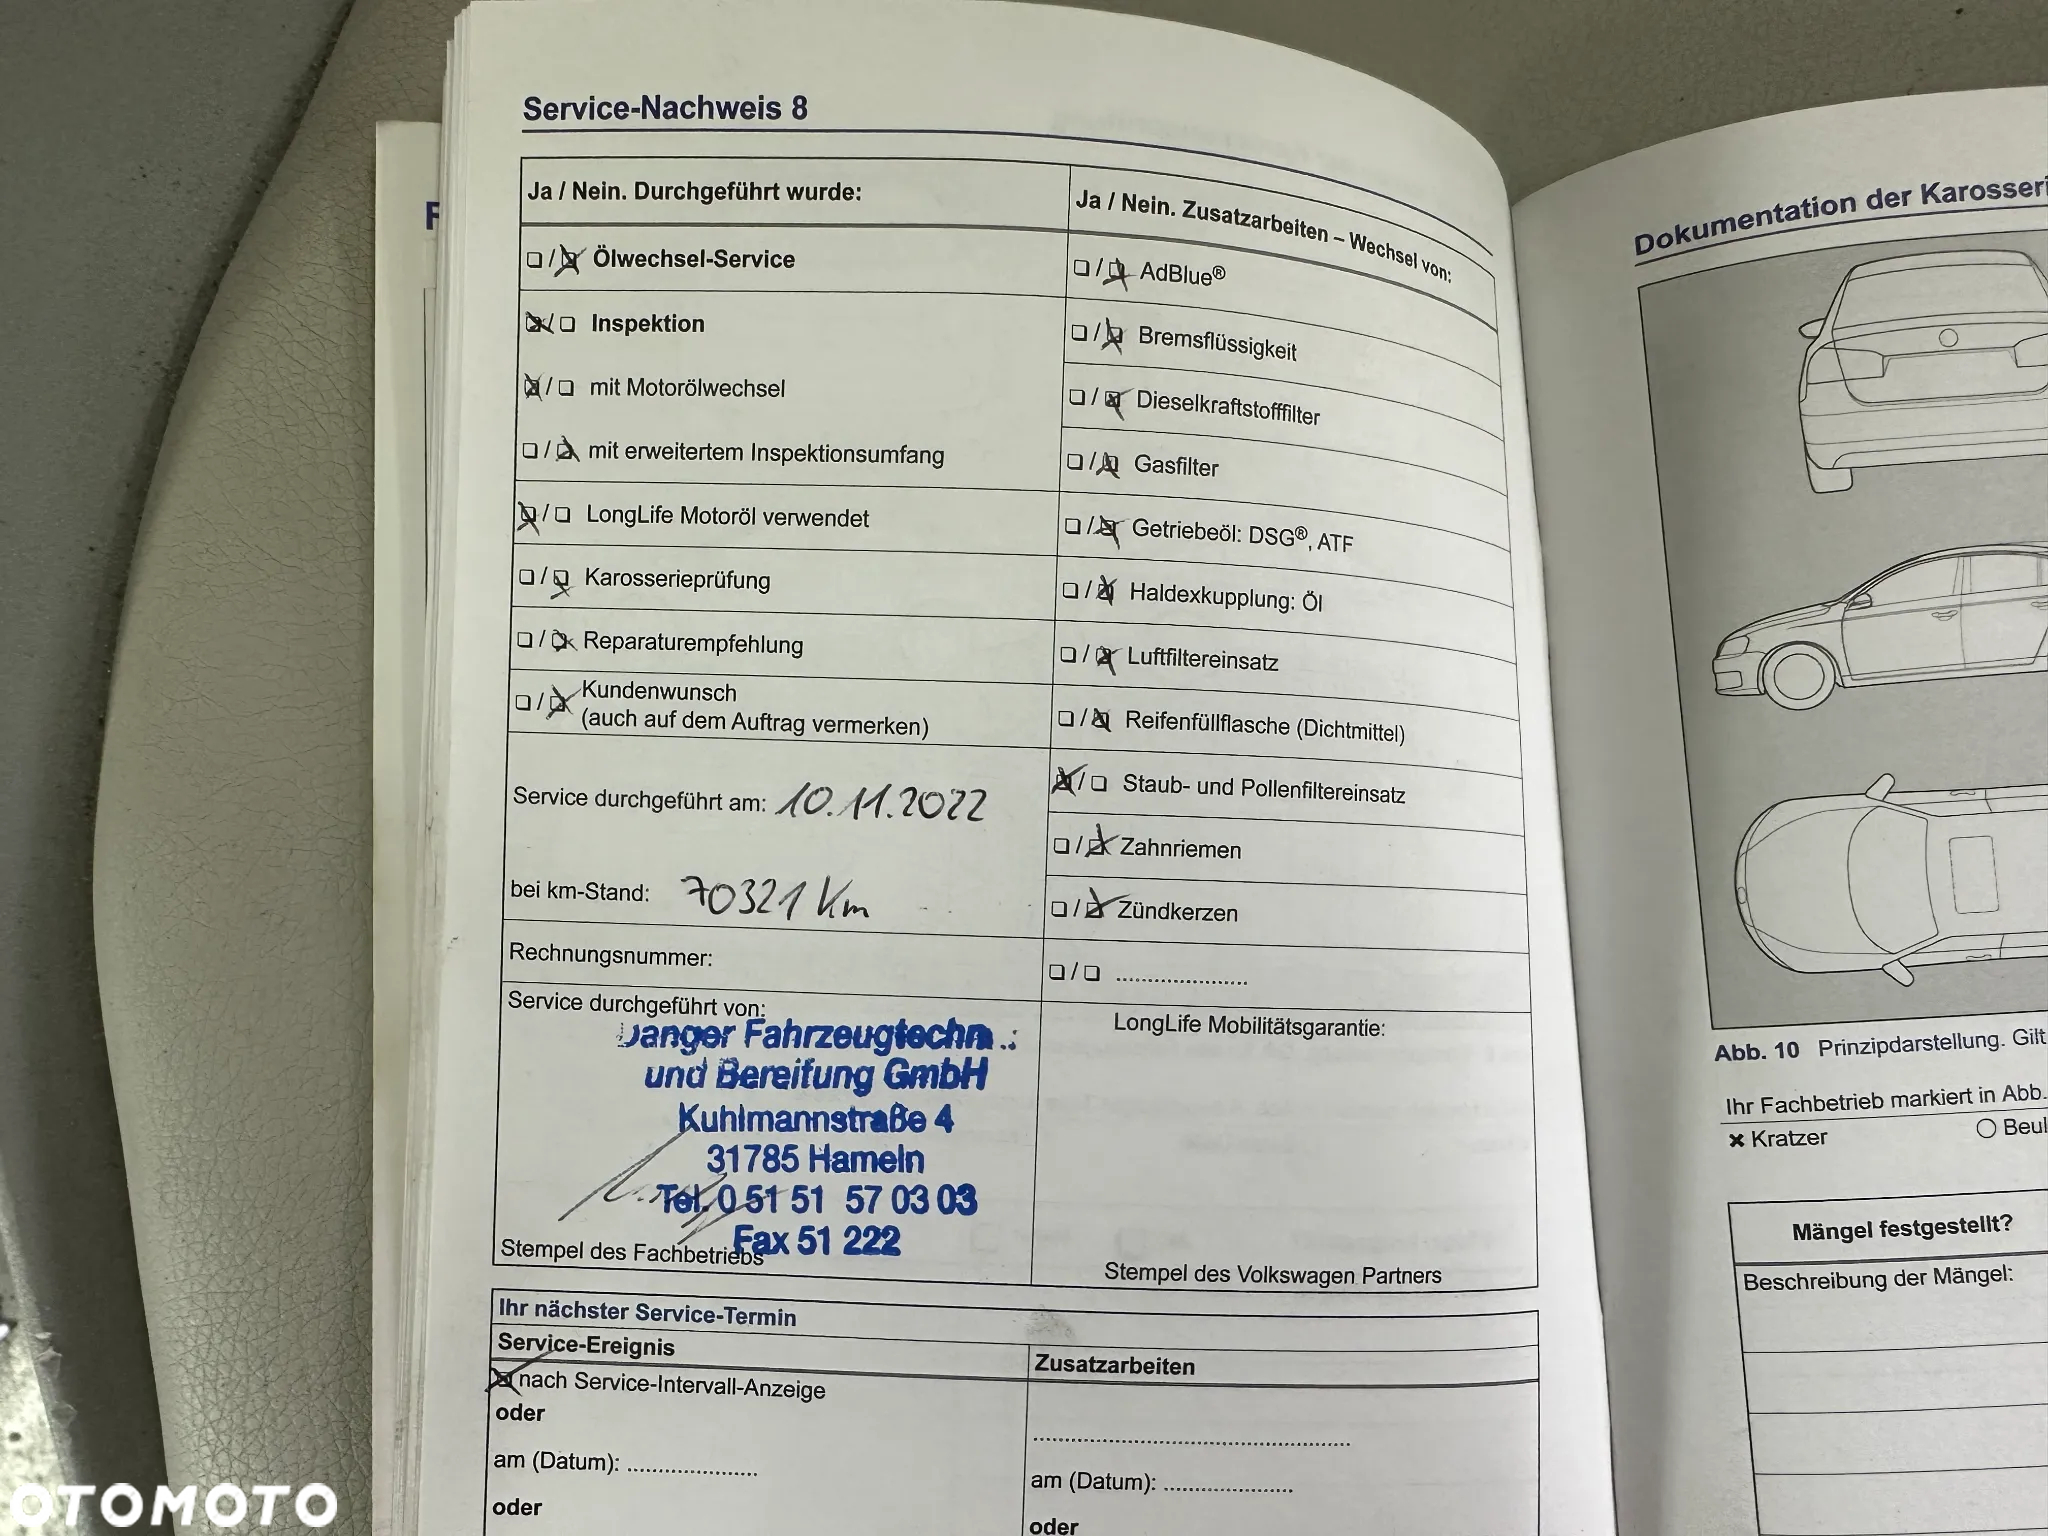 Service-Nachweis 8
Ja / Nein. Durchgeführt wurde:
/ Ölwechsel-Service
/ Inspektion
/ mit Motorölwechsel
/ mit erweitertem Inspektionsumfang
/ LongLife Motoröl verwendet
/ Karosserieprüfung
/ Reparaturempfehlung
/ Kundenwunsch
(auch auf dem Auftrag vermerken)
Service durchgeführt am: 10.11.2022
bei km-Stand: 70321 Km
Rechnungsnummer:
Service durchgeführt von:
und Bereifung GmbH
Kuhlmannstraße 4
31785 Hameln
Tel. 0 51 51 57 03 03
Fax 51 222
Stempel des Fachbetriebs
Ja / Nein. Zusatzarbeiten – Wechsel von:
/ AdBlue®
/ Bremsflüssigkeit
/ Dieselkraftstofffilter
/ Gasfilter
/ Getriebeöl: DSG®, ATF
/ Haldexkupplung: Öl
/ Luftfiltereinsatz
/ Reifenfüllflasche (Dichtmittel)
/ Staub- und Pollenfiltereinsatz
/ Zahnriemen
/ Zündkerzen
/ ........................
LongLife Mobilitätsgarantie:
Stempel des Volkswagen Partners
Ihr nächster Service-Termin
Service-Ereignis
nach Service-Intervall-Anzeige
oder
am (Datum): ........................
oder
Zusatzarbeiten
............................................................
am (Datum): ........................
oder
F
Dokumentation der Karosseri
Abb. 10 Prinzipdarstellung. Gilt
Ihr Fachbetrieb markiert in Abb.
Kratzer
Beul
Mängel festgestellt?
Beschreibung der Mängel:
OTOMOTO